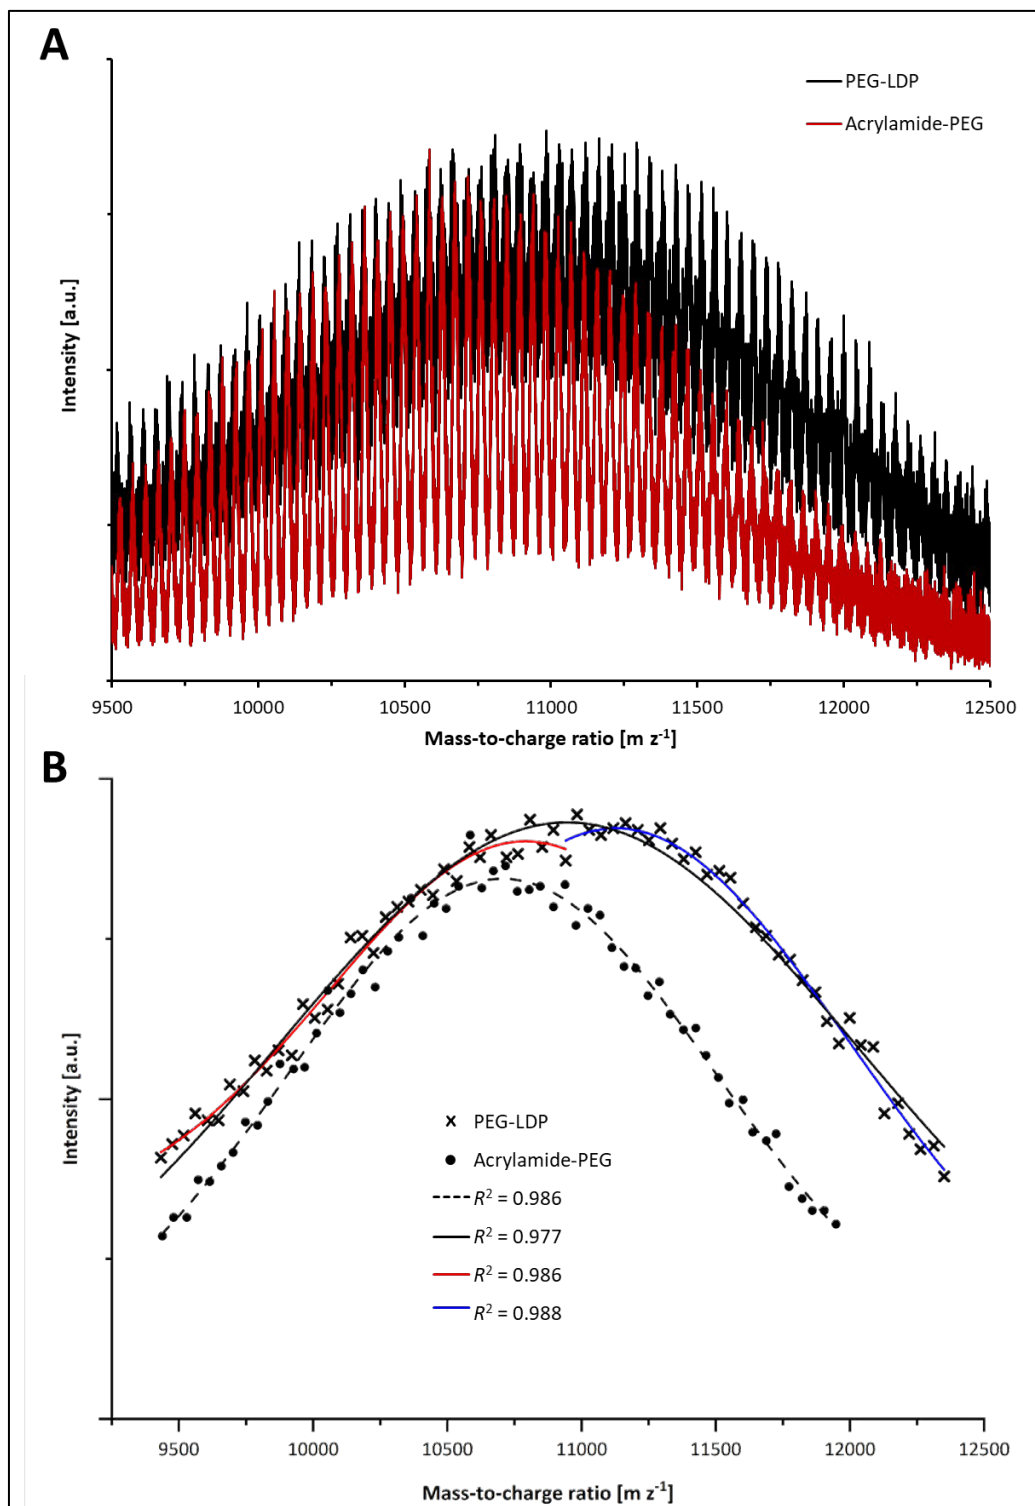 A
PEG-LDP
Acrylamide-PEG
Intensity [a.u.]
9500 10000 10500 11000 11500 12000 12500
Mass-to-charge ratio [m z⁻¹]
B
Intensity [a.u.]
PEG-LDP
Acrylamide-PEG
R² = 0.986
R² = 0.977
R² = 0.986
R² = 0.988
9500 10000 10500 11000 11500 12000 12500
Mass-to-charge ratio [m z⁻¹]